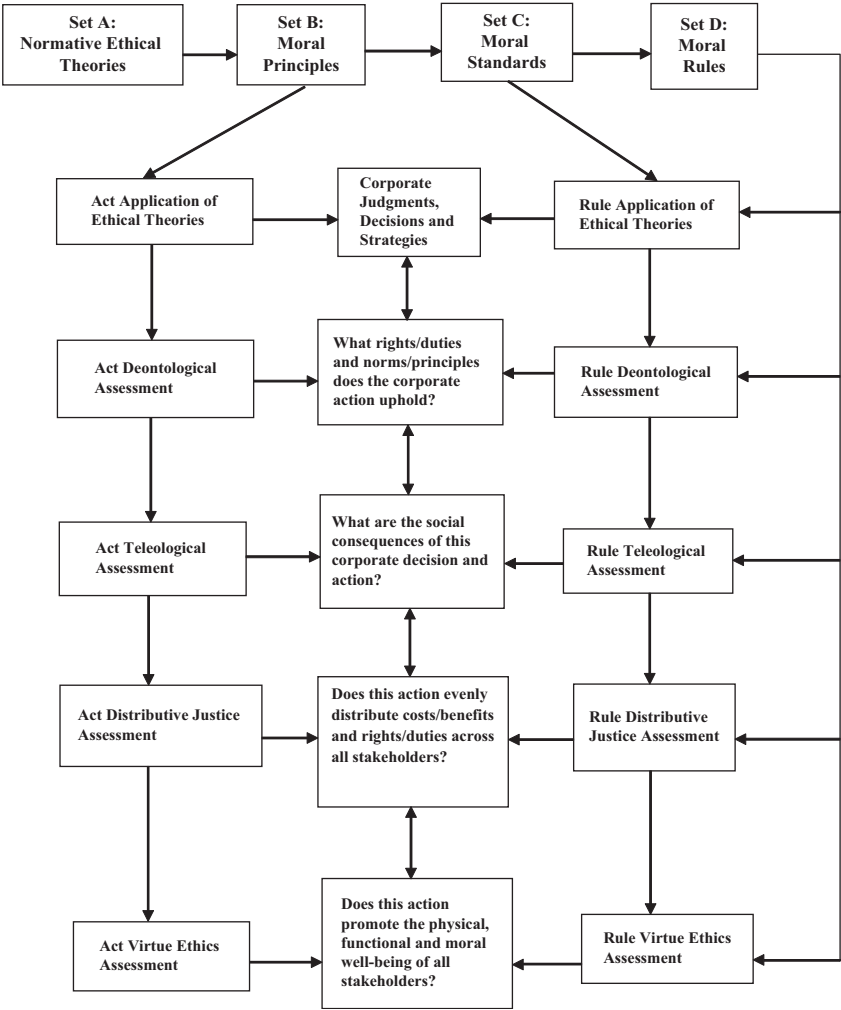 Set A:
Normative Ethical
Theories
Set B:
Moral
Principles
Set C:
Moral
Standards
Set D:
Moral
Rules
Act Application of
Ethical Theories
Corporate
Judgments,
Decisions and
Strategies
Rule Application of
Ethical Theories
Act Deontological
Assessment
What rights/duties
and norms/principles
does the corporate
action uphold?
Rule Deontological
Assessment
Act Teleological
Assessment
What are the social
consequences of this
corporate decision and
action?
Rule Teleological
Assessment
Act Distributive Justice
Assessment
Does this action evenly
distribute costs/benefits
and rights/duties across
all stakeholders?
Rule Distributive
Justice Assessment
Act Virtue Ethics
Assessment
Does this action
promote the physical,
functional and moral
well-being of all
stakeholders?
Rule Virtue Ethics
Assessment